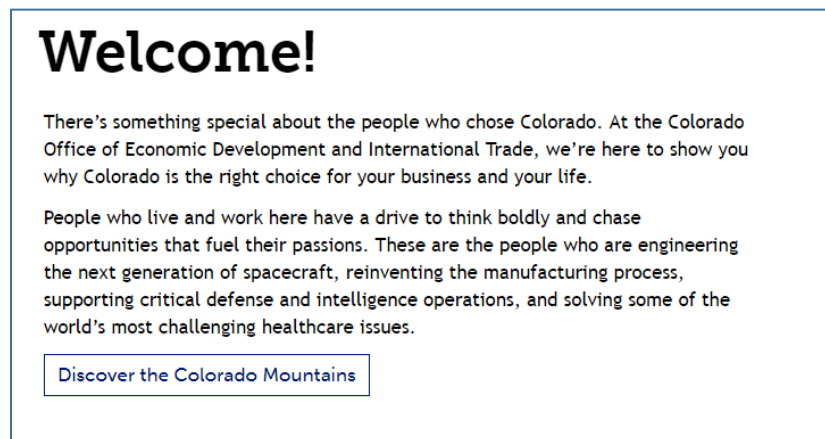 Welcome!
There's something special about the people who chose Colorado. At the Colorado
Office of Economic Development and International Trade, we're here to show you
why Colorado is the right choice for your business and your life.
People who live and work here have a drive to think boldly and chase
opportunities that fuel their passions. These are the people who are engineering
the next generation of spacecraft, reinventing the manufacturing process,
supporting critical defense and intelligence operations, and solving some of the
world's most challenging healthcare issues.
Discover the Colorado Mountains